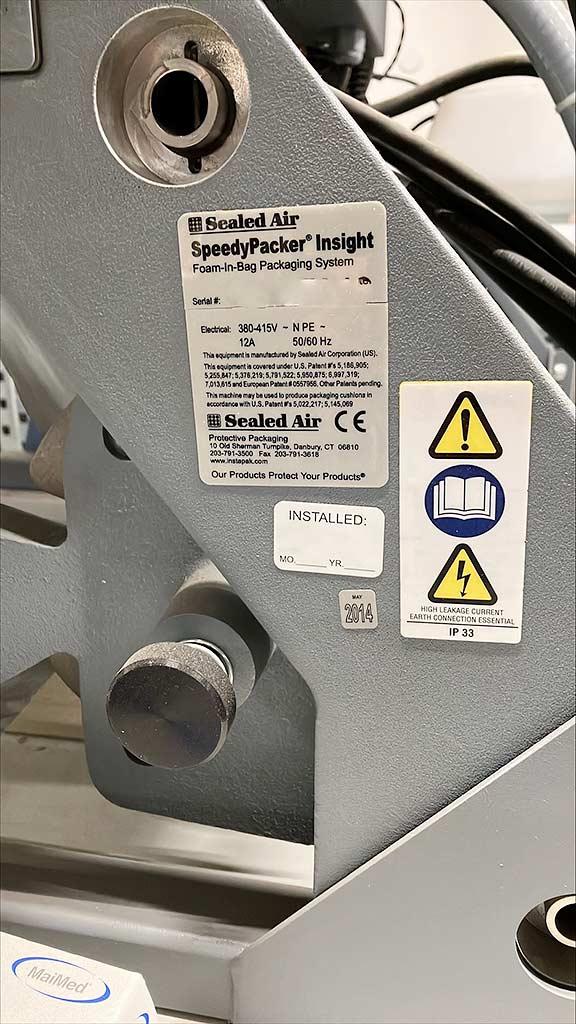 Sealed Air
SpeedyPacker® Insight
Foam-In-Bag Packaging System
Serial #:
Electrical: 380-415V ~ N PE ~
12A 50/60 Hz
This equipment is manufactured by Sealed Air Corporation (US).
This equipment is covered under U.S. Patent #'s 5,186,905;
5,255,847; 5,376,219; 5,791,522; 5,950,875; 6,997,319;
7,013,615 and European Patent # 0557956, Other Patents pending.
This machine may be used to produce packaging cushions in
accordance with U.S. Patent #'s 5,022,217; 5,145,069
Sealed Air CE
Protective Packaging
10 Old Sherman Turnpike, Danbury, CT 06810
203-791-3500 Fax 203-791-3618
www.instapak.com
Our Products Protect Your Products®
INSTALLED:
MO.____ YR.____
MAY
2014
HIGH LEAKAGE CURRENT
EARTH CONNECTION ESSENTIAL
IP 33
MaiMed®